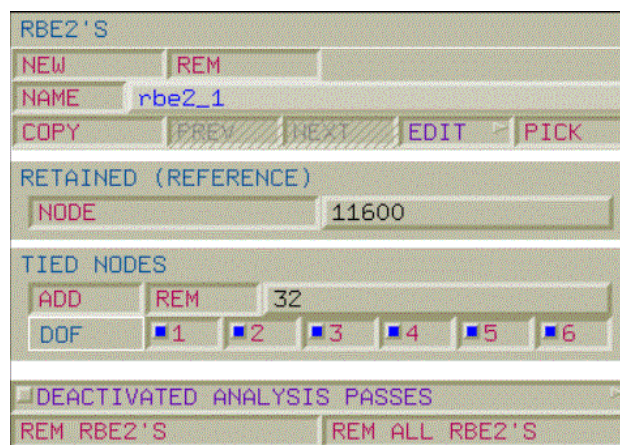 RBE2'S
NEW REM
NAME rbe2_1
COPY PREV NEXT EDIT PICK
RETAINED (REFERENCE)
NODE 11600
TIED NODES
ADD REM 32
DOF 1 2 3 4 5 6
DEACTIVATED ANALYSIS PASSES
REM RBE2'S REM ALL RBE2'S